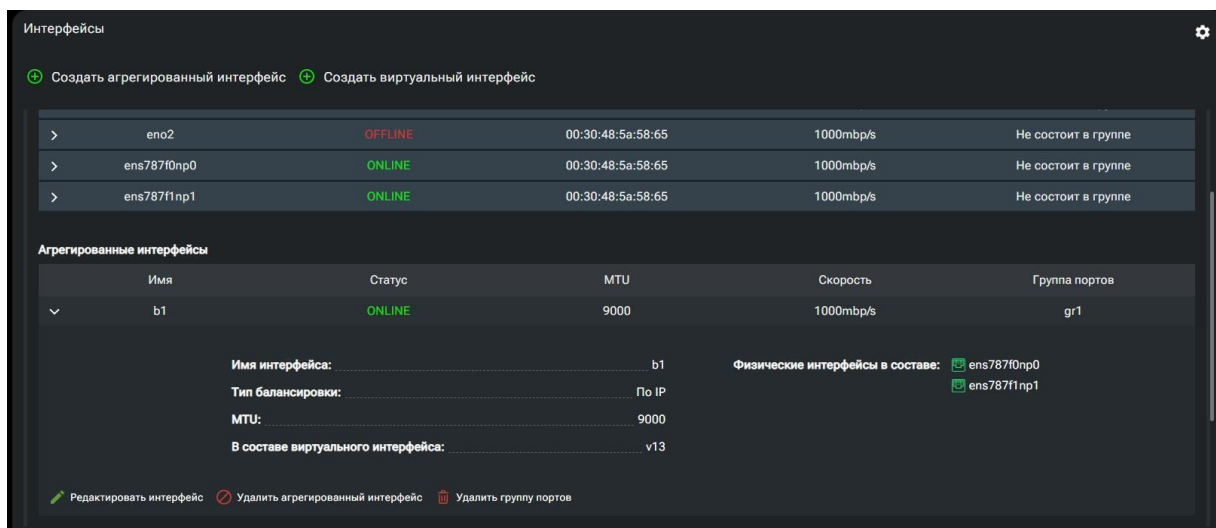 Интерфейсы
Создать агрегированный интерфейс Создать виртуальный интерфейс
eno2 OFFLINE 00:30:48:5a:58:65 1000mbp/s Не состоит в группе
ens787f0np0 ONLINE 00:30:48:5a:58:65 1000mbp/s Не состоит в группе
ens787f1np1 ONLINE 00:30:48:5a:58:65 1000mbp/s Не состоит в группе
Агрегированные интерфейсы
Имя Статус MTU Скорость Группа портов
b1 ONLINE 9000 1000mbp/s gr1
Имя интерфейса: b1 Физические интерфейсы в составе: ens787f0np0
Тип балансировки: По IP ens787f1np1
MTU: 9000
В составе виртуального интерфейса: v13
Редактировать интерфейс Удалить агрегированный интерфейс Удалить группу портов